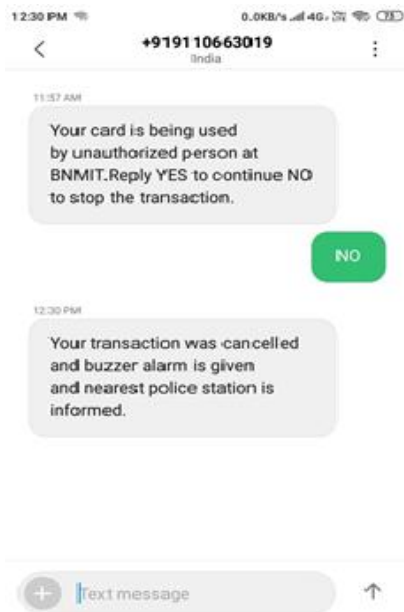 12:30 PM 0.0KB/s 4G 73
+919110663019
India
11:57 AM
Your card is being used
by unauthorized person at
BNMIT.Reply YES to continue NO
to stop the transaction.
NO
12:30 PM
Your transaction was cancelled
and buzzer alarm is given
and nearest police station is
informed.
Text message